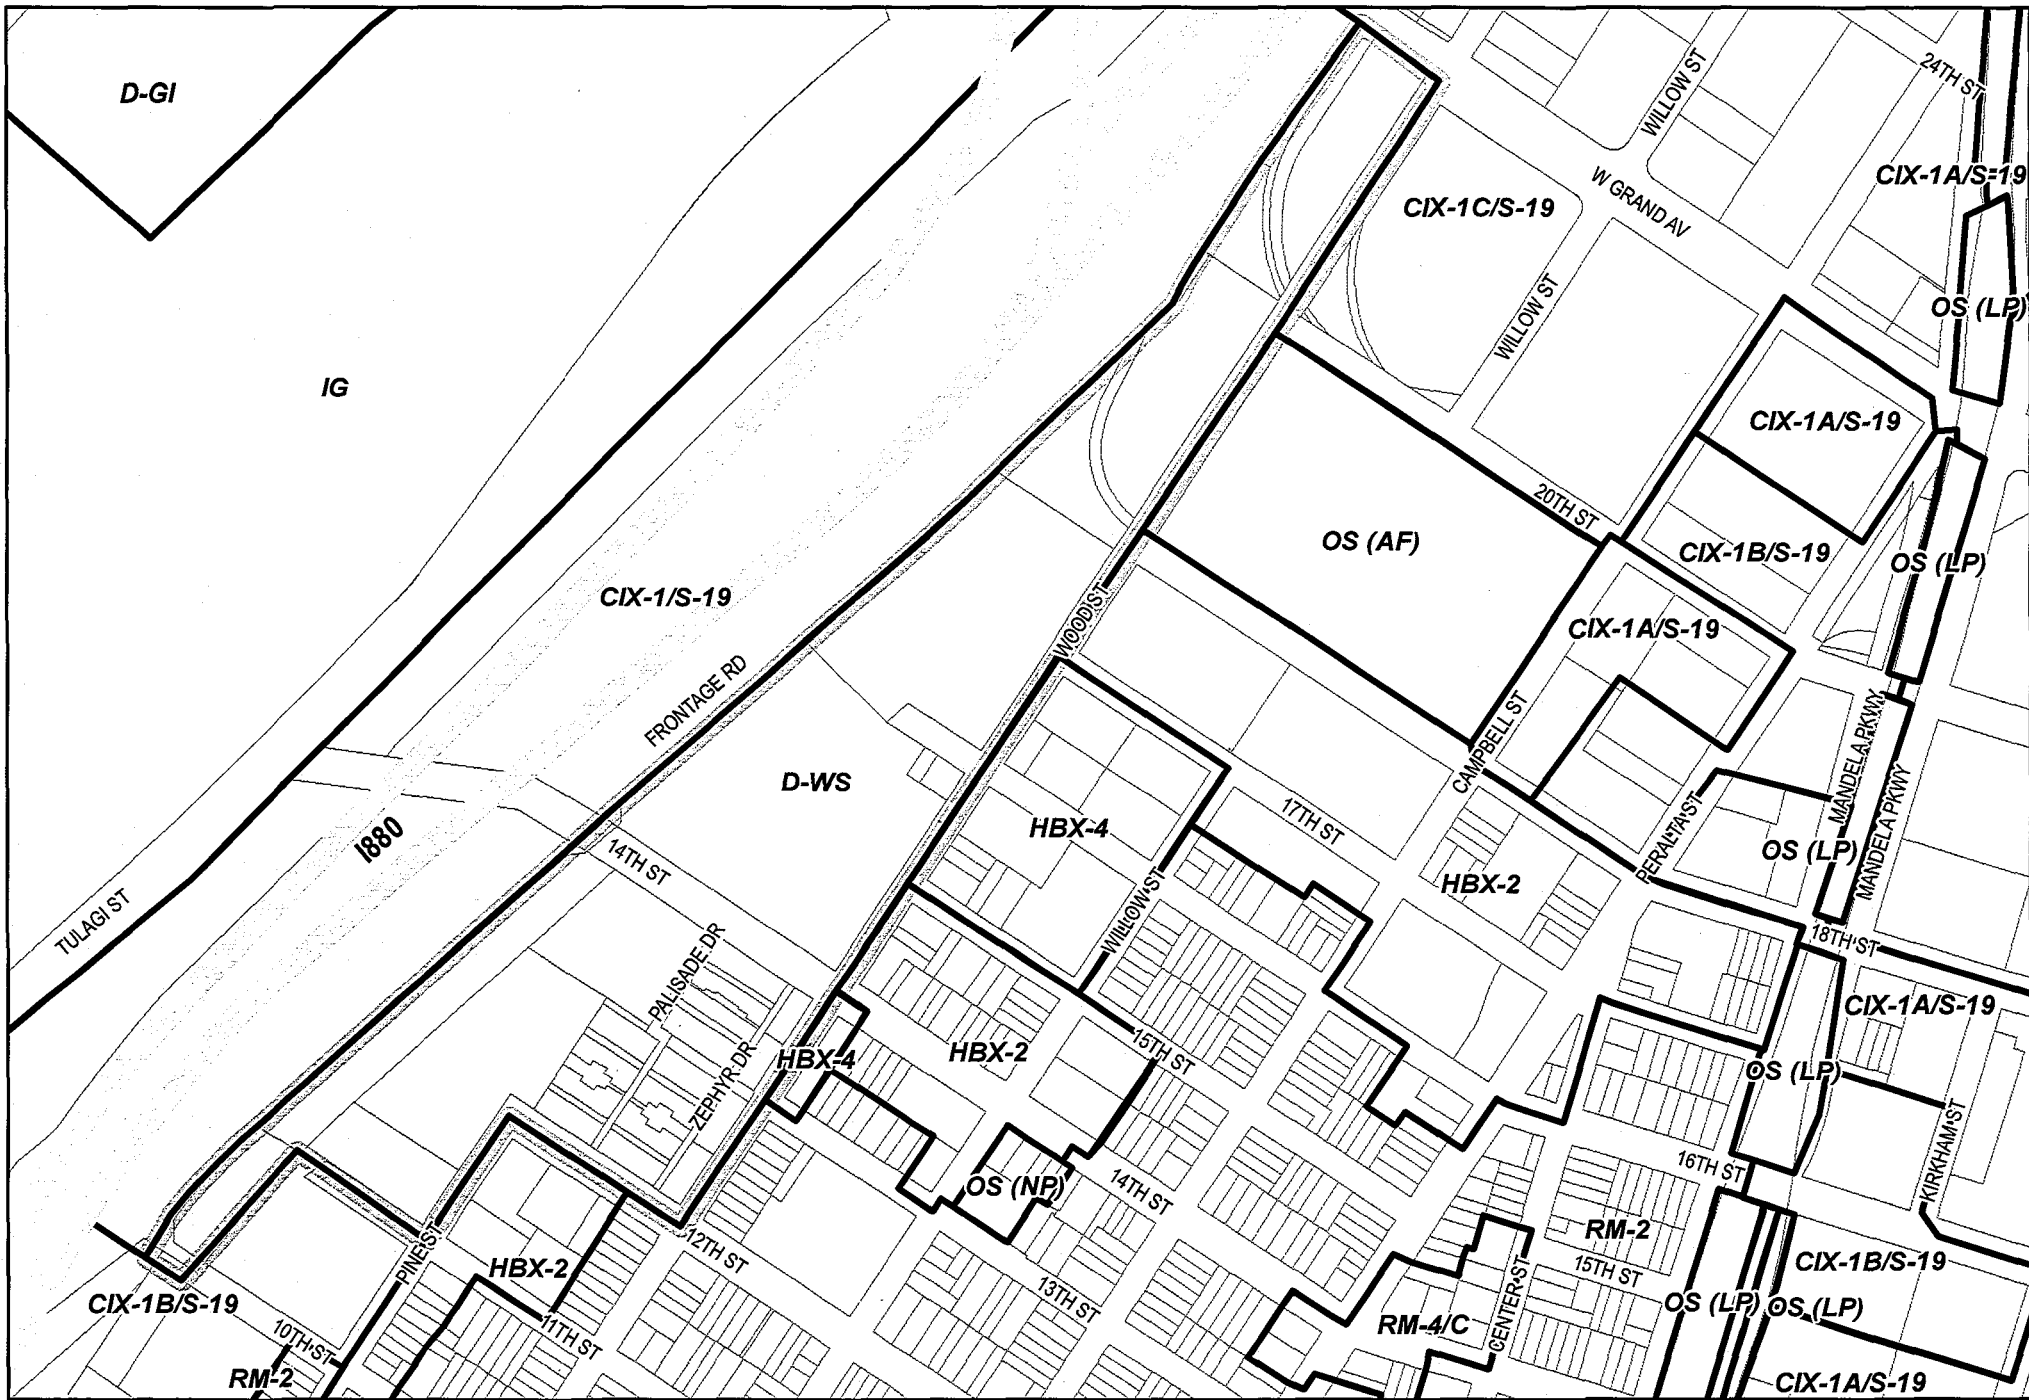 D-GI
24TH ST
WILLOW ST
CIX-1A/S-19
W GRAND AV
CIX-1C/S-19
OS (LP)
WILLOW ST
IG
CIX-1A/S-19
20TH ST
OS (AF)
CIX-1B/S-19
OS (LP)
CIX-1/S-19
WOOD ST
CIX-1A/S-19
FRONTAGE RD
CAMPBELL ST
MANDELA PKWY
MANDELA PKWY
D-WS
HBX-4
17TH ST
PERALTA ST
OS (LP)
I880
14TH ST
HBX-2
WILLOW ST
TULAGI ST
18TH ST
PALISADE DR
CIX-1A/S-19
HBX-4
HBX-2
15TH ST
OS (LP)
ZEPHYR DR
KIRKHAM ST
16TH ST
OS (NP)
14TH ST
RM-2
PINE ST
12TH ST
HBX-2
15TH ST
CIX-1B/S-19
CIX-1B/S-19
13TH ST
CENTER ST
OS (LP)
OS (LP)
10TH ST
11TH ST
RM-4/C
RM-2
CIX-1A/S-19